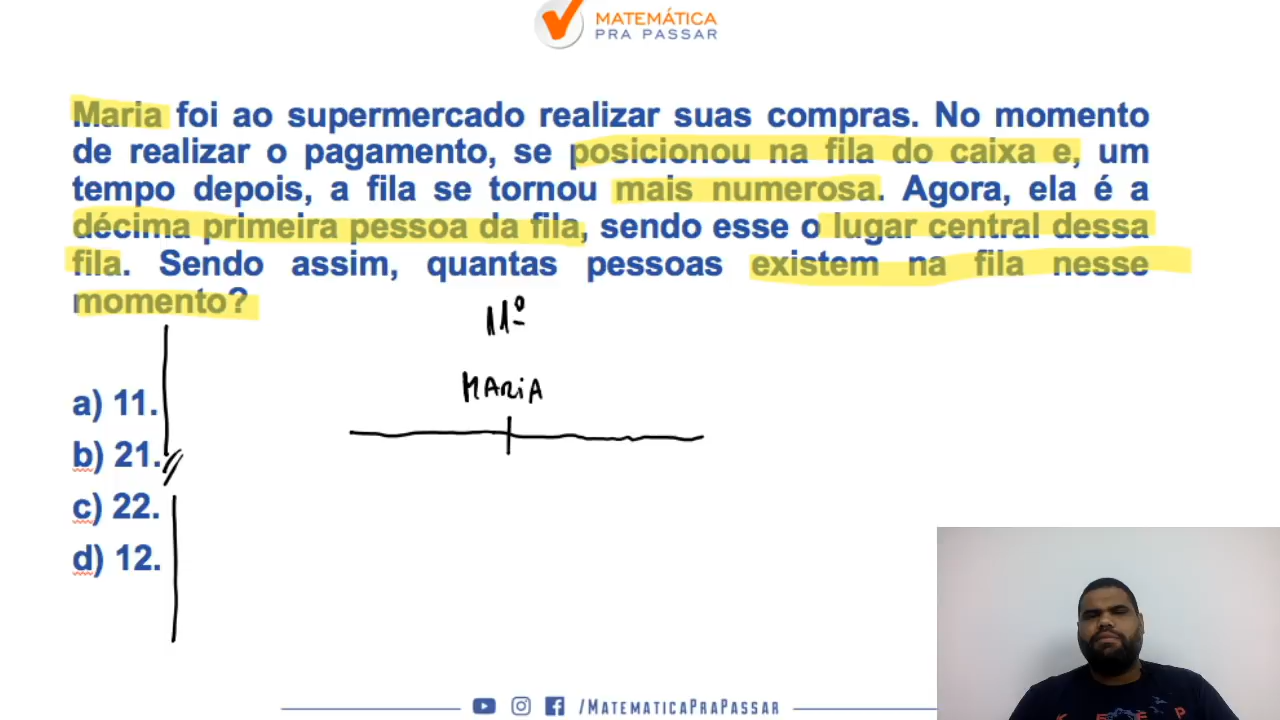 MATEMÁTICA
PRA PASSAR
Maria foi ao supermercado realizar suas compras. No momento
de realizar o pagamento, se posicionou na fila do caixa e, um
tempo depois, a fila se tornou mais numerosa. Agora, ela é a
décima primeira pessoa da fila, sendo esse o lugar central dessa
fila. Sendo assim, quantas pessoas existem na fila nesse
momento?
11º
MARiA
a) 11.
b) 21.
c) 22.
d) 12.
/MATEMATICAPRAPASSAR
K E E P